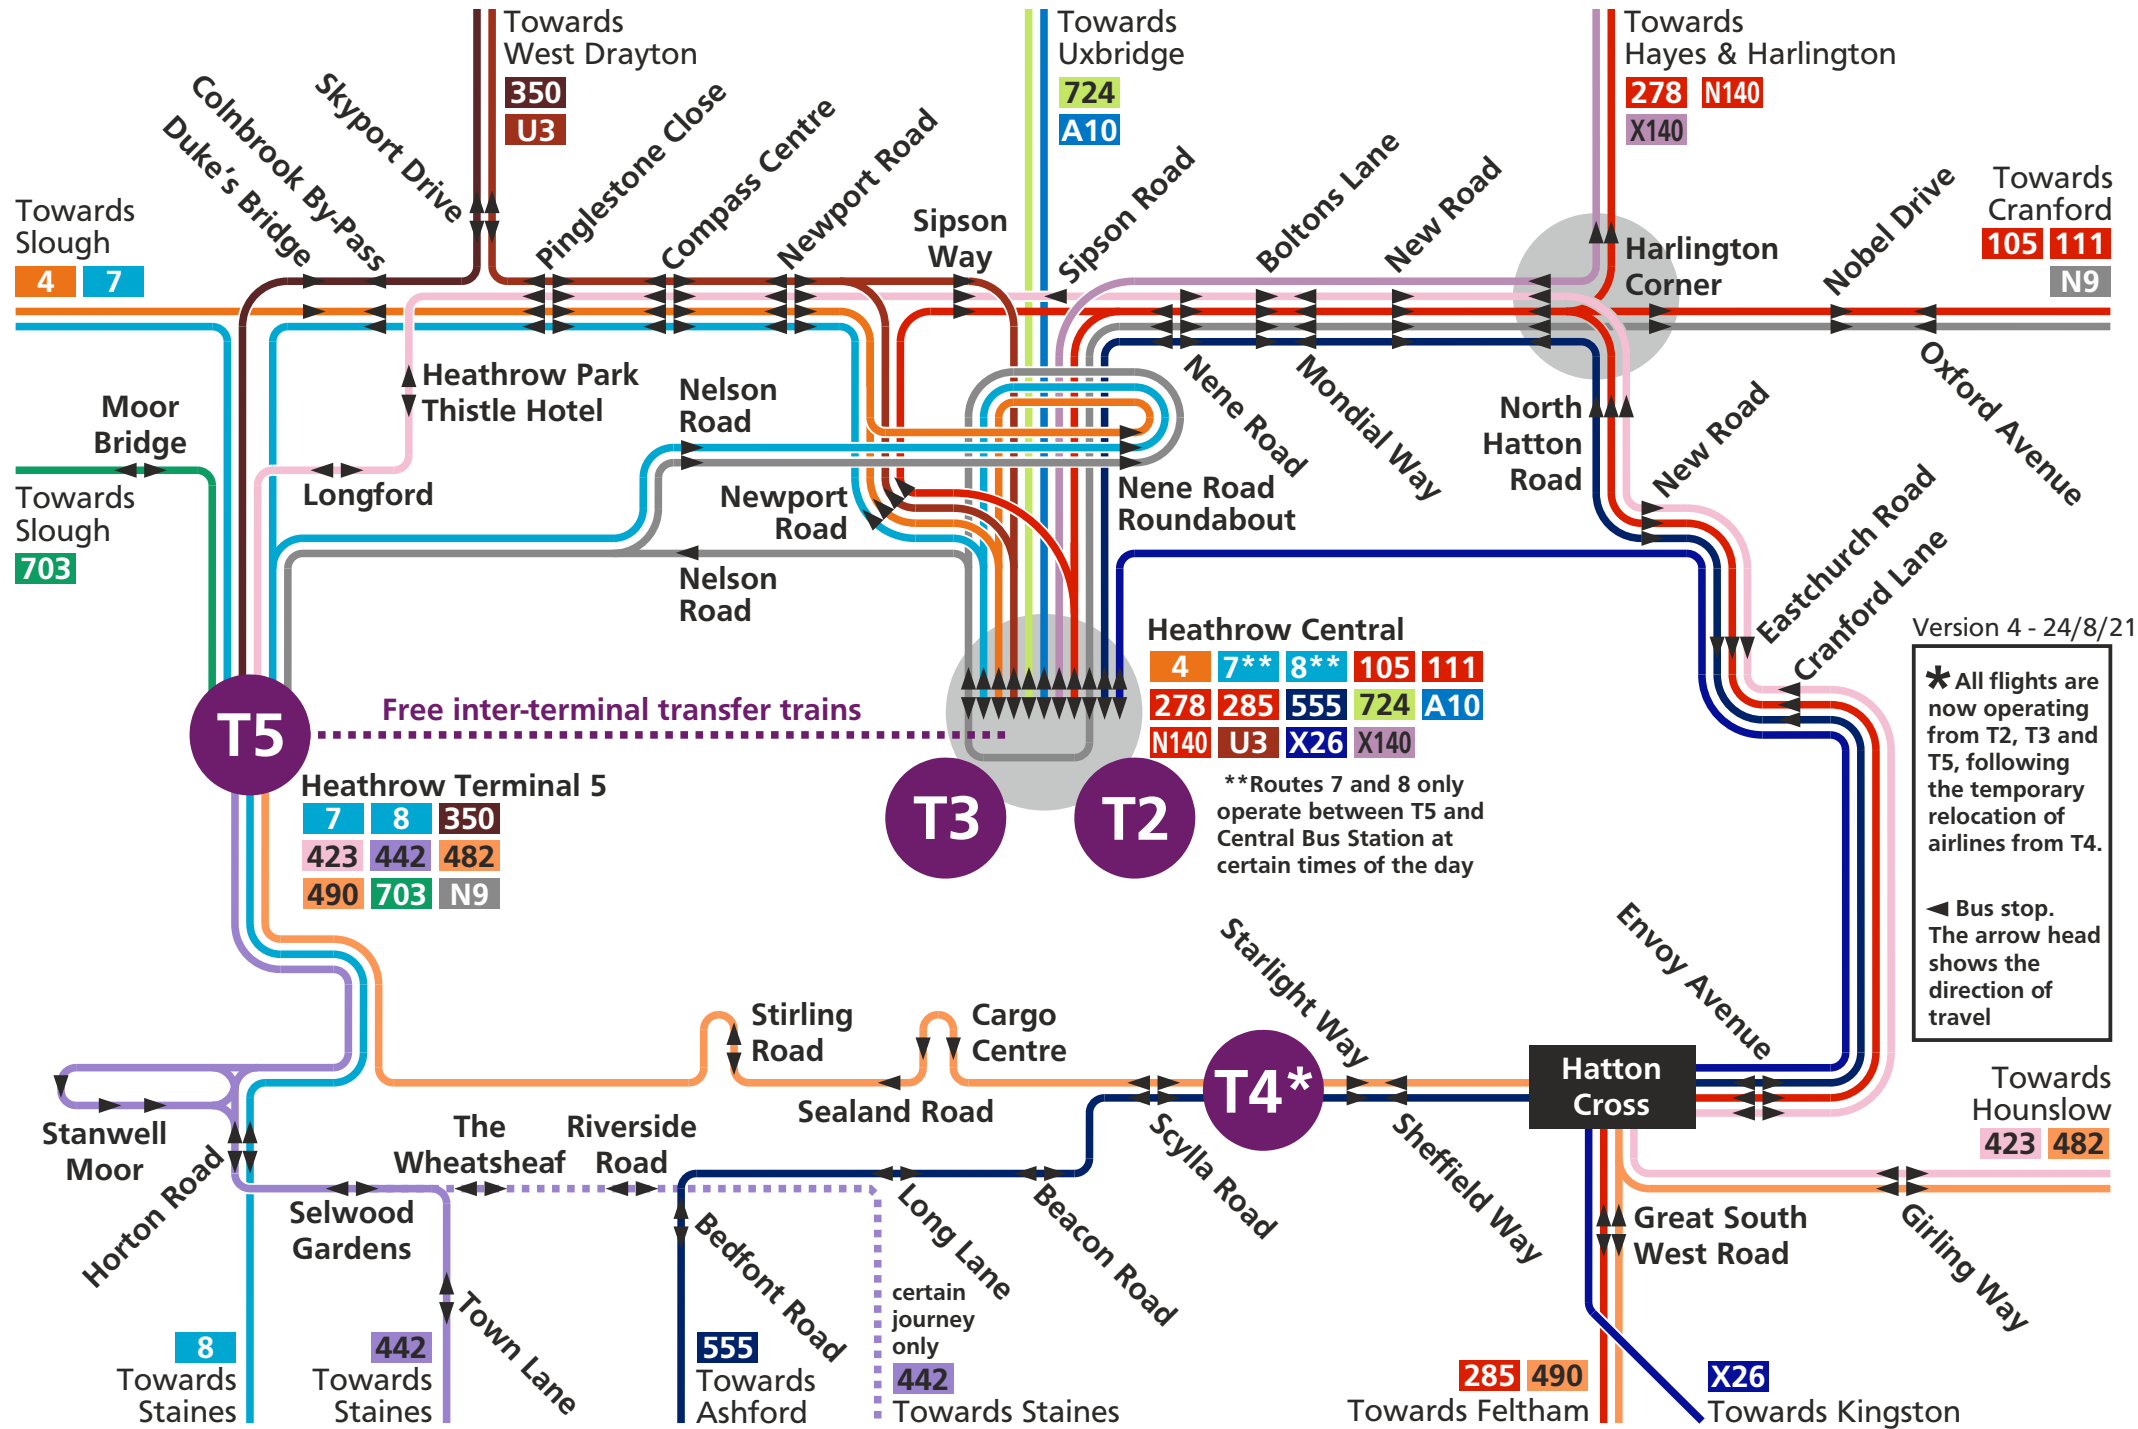 Towards
West Drayton
350
U3
Towards
Uxbridge
724
A10
Towards
Hayes & Harlington
278 N140
X140
Towards
Cranford
105 111
N9
Towards
Slough
4 7
Duke's Bridge
Colnbrook By-Pass
Skyport Drive
Pinglestone Close
Compass Centre
Newport Road
Sipson
Way
Sipson Road
Boltons Lane
New Road
Harlington
Corner
Nobel Drive
Oxford Avenue
Moor
Bridge
Towards
Slough
703
Heathrow Park
Thistle Hotel
Longford
Nelson
Road
Newport
Road
Nelson
Road
Nene Road
Mondial Way
Nene Road
Roundabout
North
Hatton
Road
New Road
Eastchurch Road
Cranford Lane
Version 4 - 24/8/21
* All flights are
now operating
from T2, T3 and
T5, following
the temporary
relocation of
airlines from T4.
Bus stop.
The arrow head
shows the
direction of
travel
T5
Free inter-terminal transfer trains
Heathrow Central
4 7** 8** 105 111
278 285 555 724 A10
N140 U3 X26 X140
**Routes 7 and 8 only
operate between T5 and
Central Bus Station at
certain times of the day
T3
T2
Heathrow Terminal 5
7 8 350
423 442 482
490 703 N9
Stirling
Road
Cargo
Centre
Sealand Road
Starlight Way
T4*
Envoy Avenue
Hatton
Cross
Towards
Hounslow
423 482
Stanwell
Moor
Horton Road
The
Wheatsheaf
Riverside
Road
Selwood
Gardens
Town Lane
Bedfont Road
Long Lane
Beacon Road
Scylla Road
Sheffield Way
Great South
West Road
Girling Way
8
Towards
Staines
442
Towards
Staines
555
Towards
Ashford
certain
journey
only
442
Towards Staines
285 490
Towards Feltham
X26
Towards Kingston